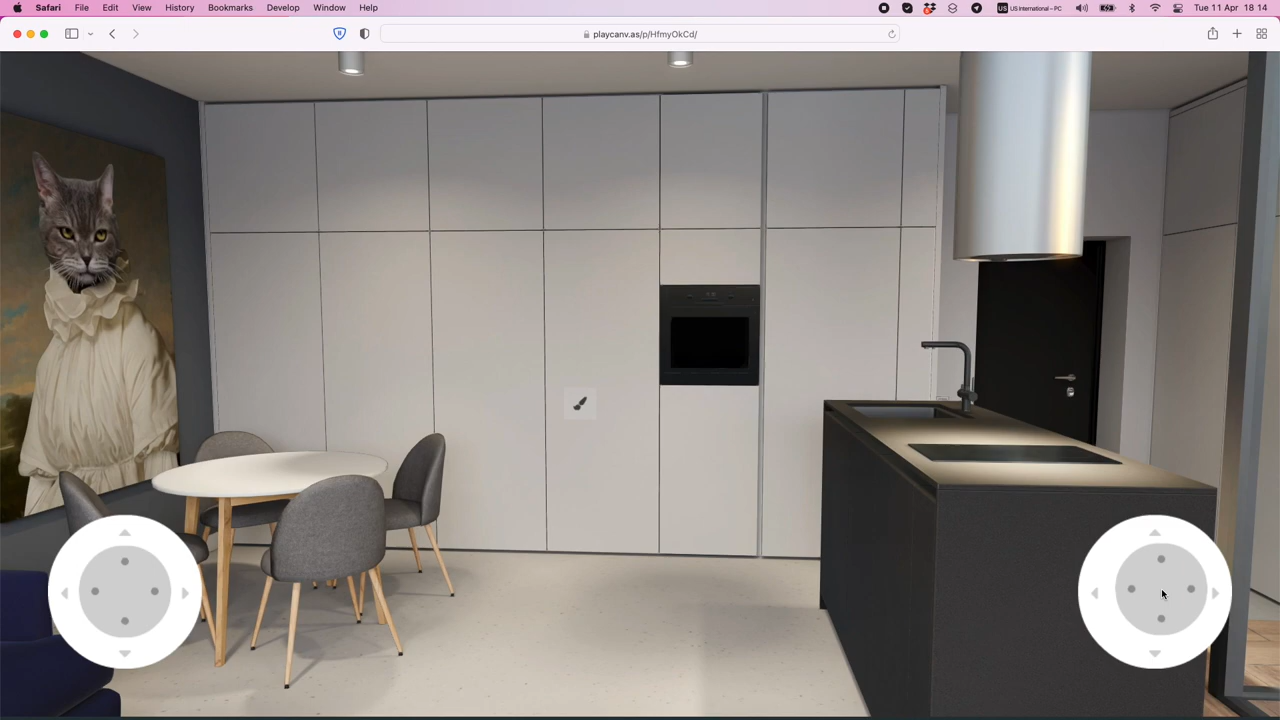 Safari File Edit View History Bookmarks Develop Window Help US US International – PC Tue 11 Apr 18 14
playcanv.as/p/HfmyOkCd/